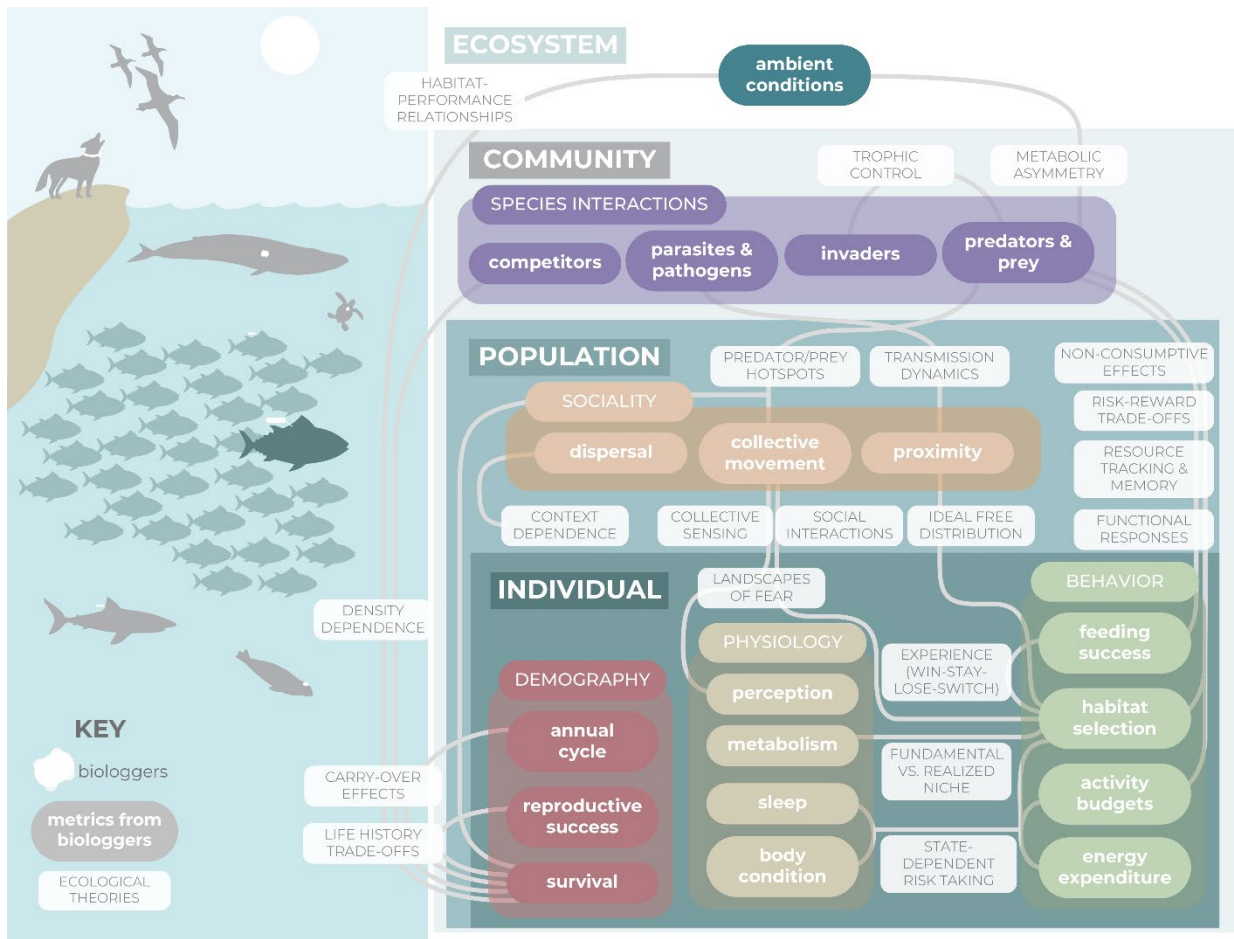 ECOSYSTEM
ambient
conditions
HABITAT-
PERFORMANCE
RELATIONSHIPS
COMMUNITY
TROPHIC
CONTROL
METABOLIC
ASYMMETRY
SPECIES INTERACTIONS
competitors
parasites &
pathogens
invaders
predators &
prey
POPULATION
PREDATOR/PREY
HOTSPOTS
TRANSMISSION
DYNAMICS
NON-CONSUMPTIVE
EFFECTS
SOCIALITY
RISK-REWARD
TRADE-OFFS
dispersal
collective
movement
proximity
RESOURCE
TRACKING &
MEMORY
CONTEXT
DEPENDENCE
COLLECTIVE
SENSING
SOCIAL
INTERACTIONS
IDEAL FREE
DISTRIBUTION
FUNCTIONAL
RESPONSES
INDIVIDUAL
LANDSCAPES
OF FEAR
BEHAVIOR
DENSITY
DEPENDENCE
PHYSIOLOGY
feeding
success
EXPERIENCE
(WIN-STAY-
LOSE-SWITCH)
DEMOGRAPHY
perception
habitat
selection
annual
cycle
metabolism
FUNDAMENTAL
VS. REALIZED
NICHE
KEY
biologgers
CARRY-OVER
EFFECTS
activity
budgets
reproductive
success
sleep
metrics from
biologgers
LIFE HISTORY
TRADE-OFFS
STATE-
DEPENDENT
RISK TAKING
body
condition
energy
expenditure
survival
ECOLOGICAL
THEORIES